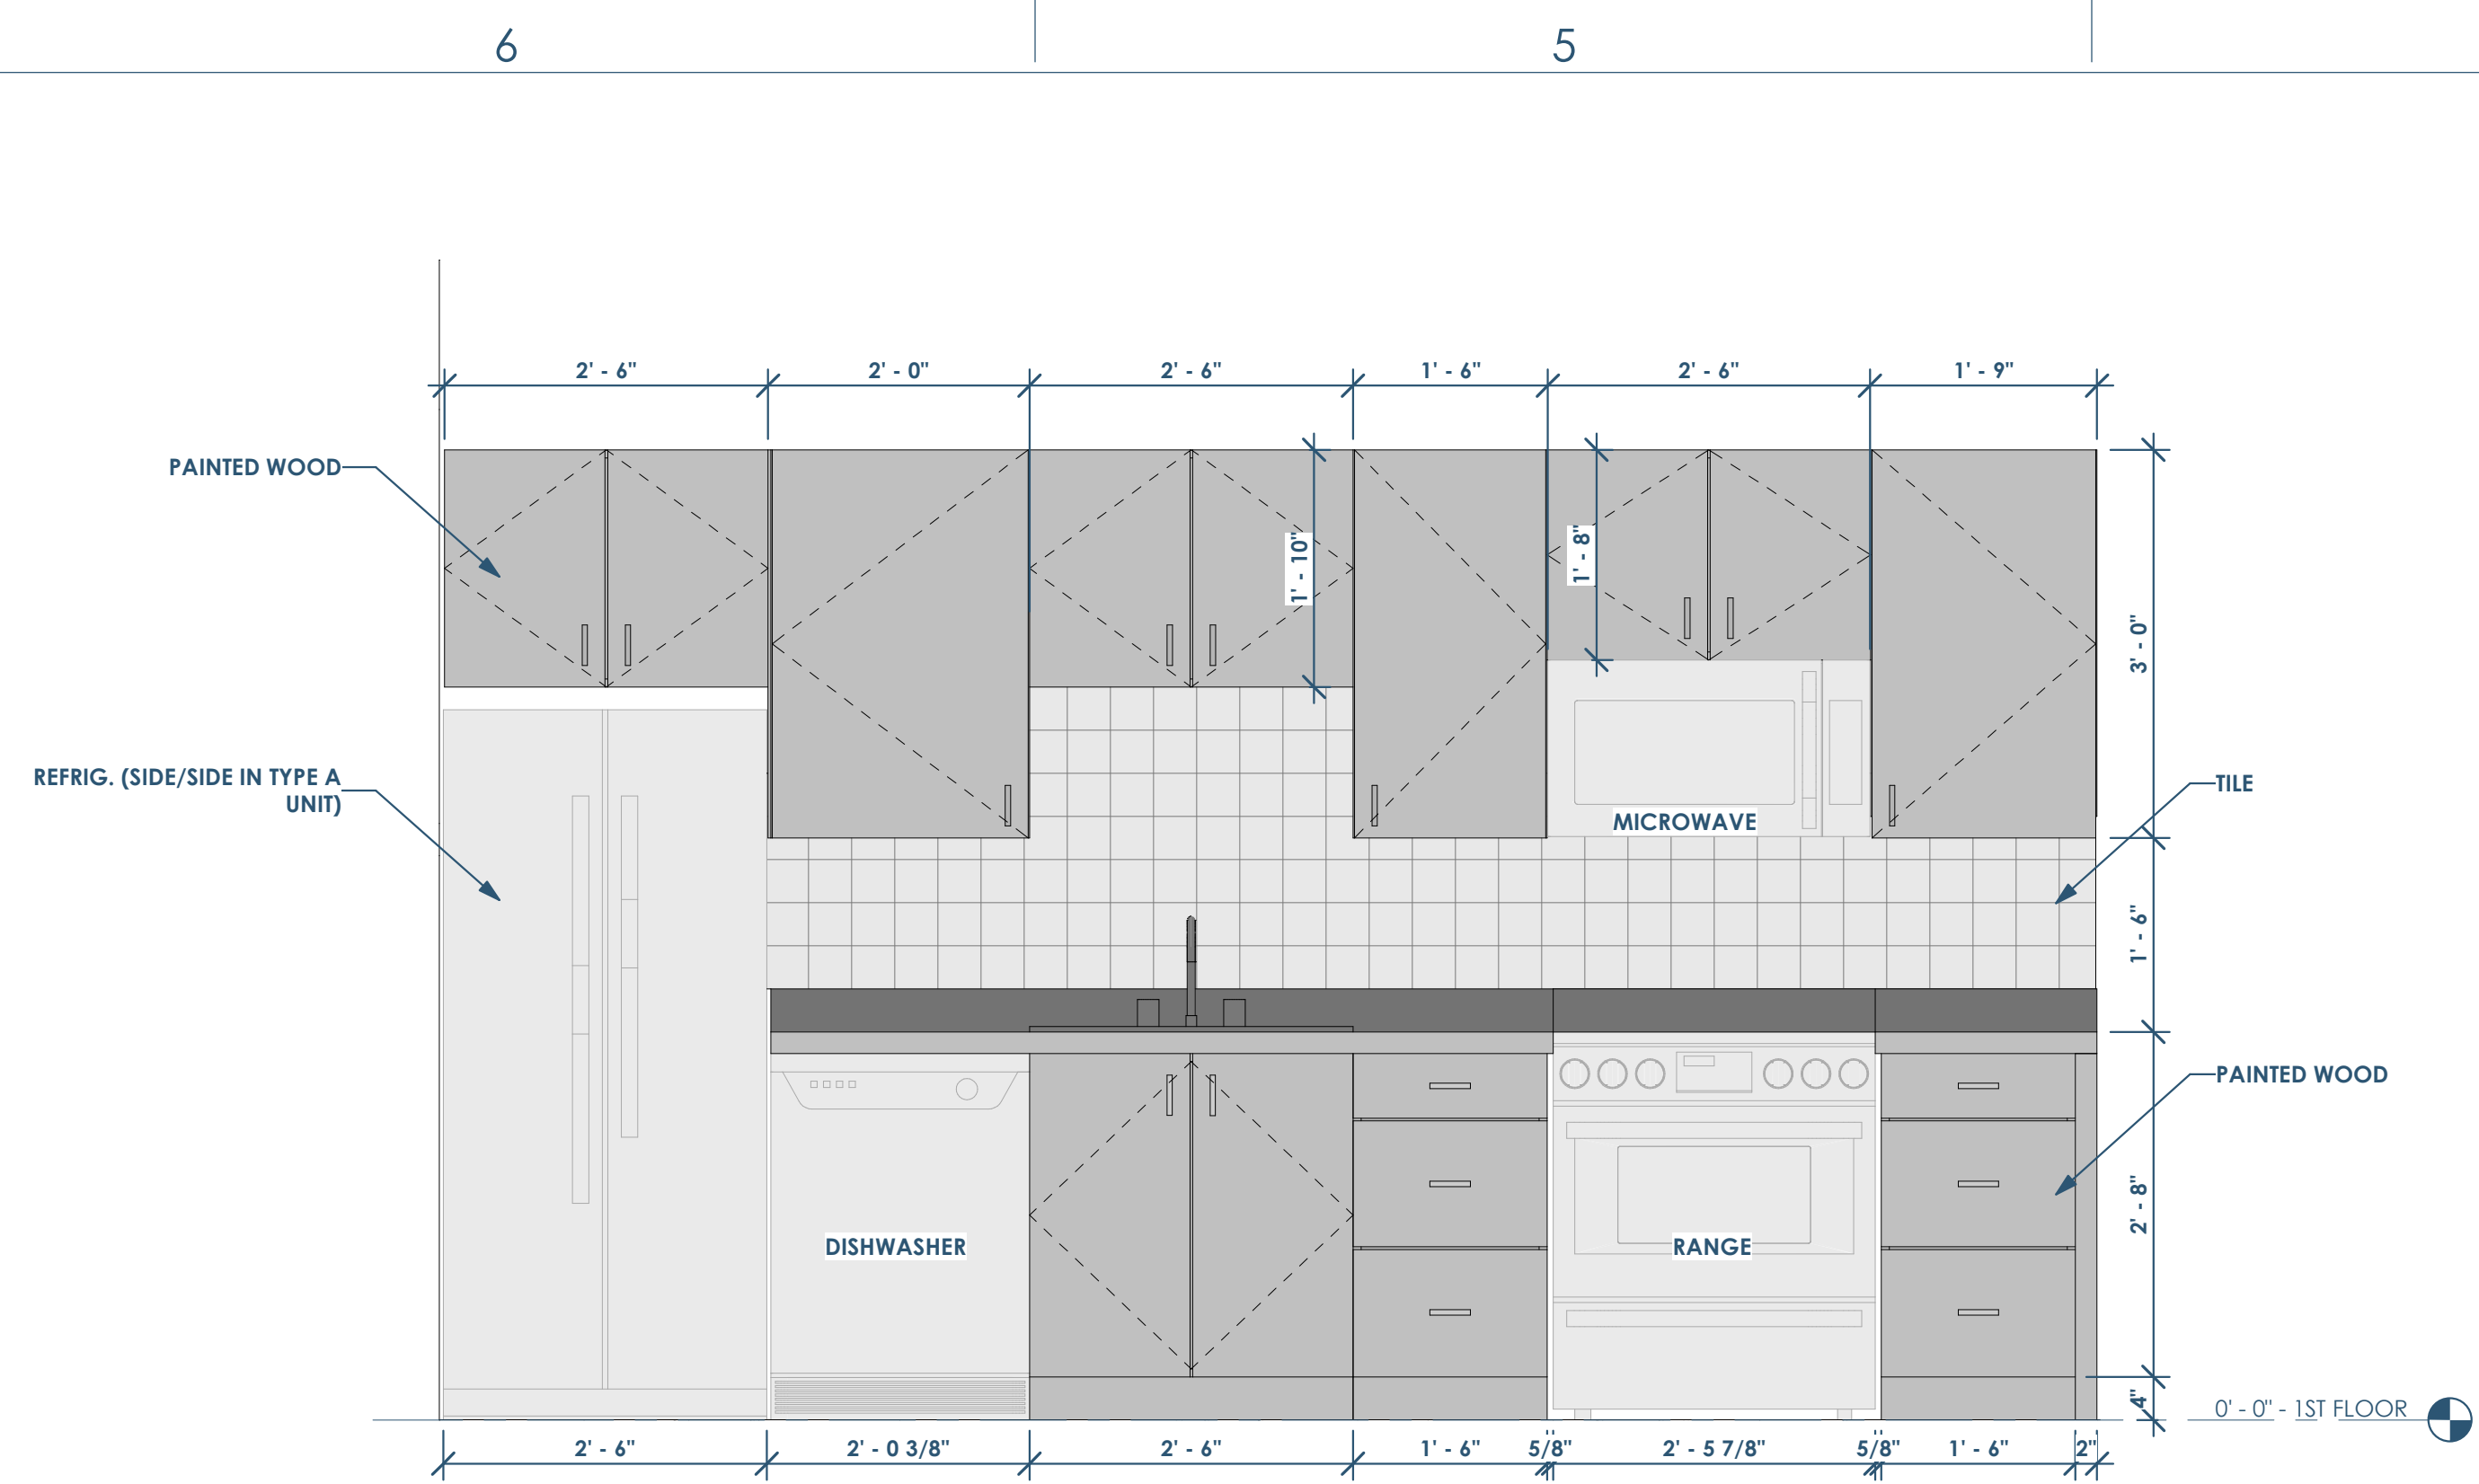 6
5
2' - 6"
2' - 0"
2' - 6"
1' - 6"
2' - 6"
1' - 9"
PAINTED WOOD
1' - 10"
1' - 8"
3' - 0"
REFRIG. (SIDE/SIDE IN TYPE A
UNIT)
TILE
MICROWAVE
1' - 6"
PAINTED WOOD
2' - 8"
DISHWASHER
RANGE
4"
0' - 0" - 1ST FLOOR
2' - 6"
2' - 0 3/8"
2' - 6"
1' - 6"
5/8"
2' - 5 7/8"
5/8"
1' - 6"
2"